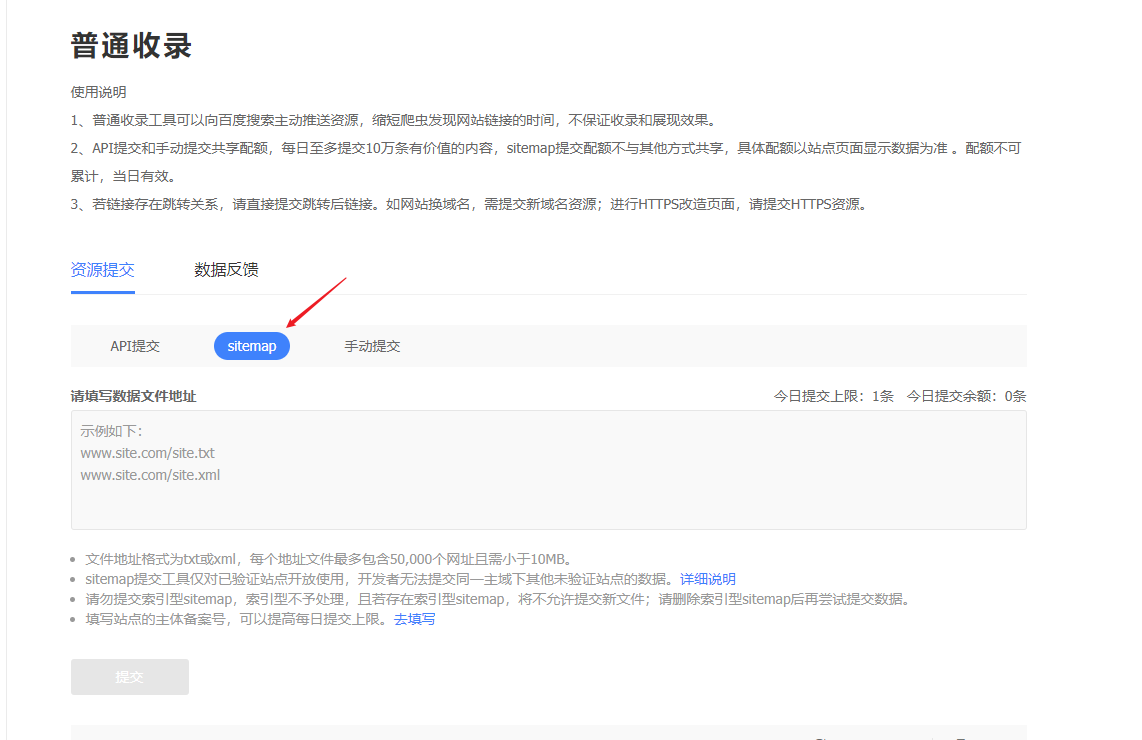 普通收录
使用说明
1、普通收录工具可以向百度搜索主动推送资源，缩短爬虫发现网站链接的时间，不保证收录和展现效果。
2、API提交和手动提交共享配额，每日至多提交10万条有价值的内容，sitemap提交配额不与其他方式共享，具体配额以站点页面显示数据为准 。配额不可
累计，当日有效。
3、若链接存在跳转关系，请直接提交跳转后链接。如网站换域名，需提交新域名资源；进行HTTPS改造页面，请提交HTTPS资源。
资源提交 数据反馈
API提交 sitemap 手动提交
请填写数据文件地址 今日提交上限：1条 今日提交余额：0条
示例如下：
www.site.com/site.txt
www.site.com/site.xml
文件地址格式为txt或xml，每个地址文件最多包含50,000个网址且需小于10MB。
sitemap提交工具仅对已验证站点开放使用，开发者无法提交同一主域下其他未验证站点的数据。详细说明
请勿提交索引型sitemap，索引型不予处理，且若存在索引型sitemap，将不允许提交新文件；请删除索引型sitemap后再尝试提交数据。
填写站点的主体备案号，可以提高每日提交上限。去填写
提交